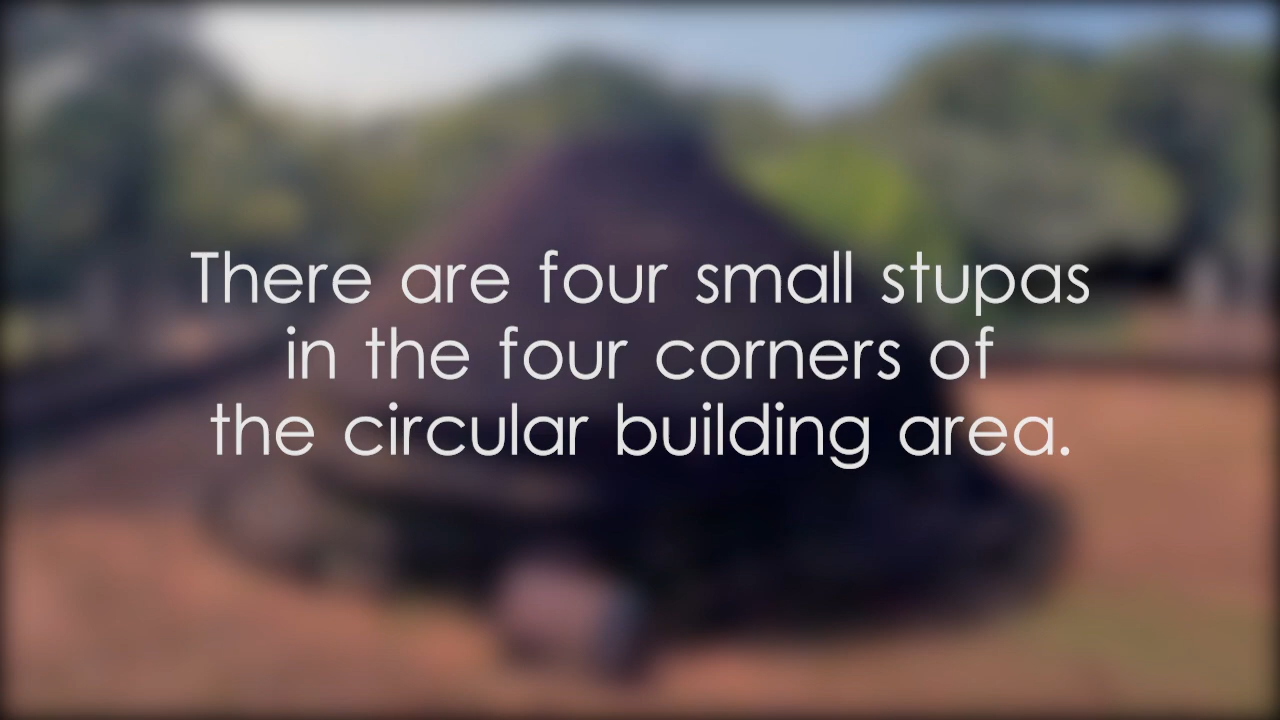 There are four small stupas
in the four corners of
the circular building area.